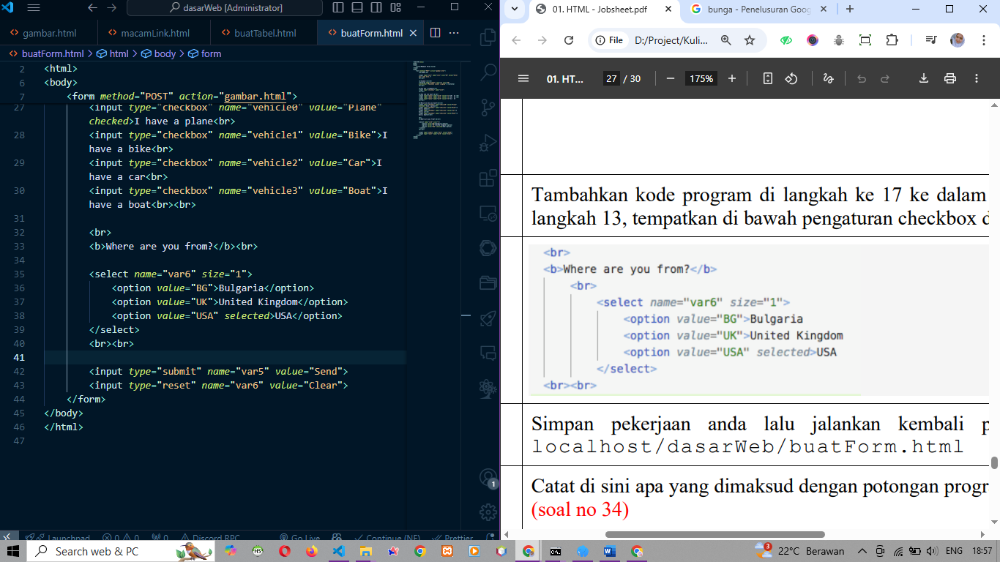 dasarWeb [Administrator]
gambar.html
macamLink.html
buatTabel.html
buatForm.html
buatForm.html > html > body > form
2 <html>
6 <body>
7 <form method="POST" action="gambar.html">
27 <input type="checkbox" name="vehicle0" value="Plane"
checked>I have a plane<br>
28 <input type="checkbox" name="vehicle1" value="Bike">I
have a bike<br>
29 <input type="checkbox" name="vehicle2" value="Car">I
have a car<br>
30 <input type="checkbox" name="vehicle3" value="Boat">I
have a boat<br><br>
31
32 <br>
33 <b>Where are you from?</b><br>
34
35 <select name="var6" size="1">
36 <option value="BG">Bulgaria</option>
37 <option value="UK">United Kingdom</option>
38 <option value="USA" selected>USA</option>
39 </select>
40 <br><br>
41
42 <input type="submit" name="var5" value="Send">
43 <input type="reset" name="var6" value="Clear">
44 </form>
45 </body>
46 </html>
47
1
Launchpad 0 0 0 Discord RPC Go Live Continue (NE) Prettier
01. HTML - Jobsheet.pdf
bunga - Penelusuran Goog
File D:/Project/Kuli...
01. HT...
27 / 30
175%
Tambahkan kode program di langkah ke 17 ke dalam
langkah 13, tempatkan di bawah pengaturan checkbox d
<br>
<b>Where are you from?</b>
<br>
<select name="var6" size="1">
<option value="BG">Bulgaria
<option value="UK">United Kingdom
<option value="USA" selected>USA
</select>
<br><br>
Simpan pekerjaan anda lalu jalankan kembali p
localhost/dasarWeb/buatForm.html
Catat di sini apa yang dimaksud dengan potongan progr
(soal no 34)
Search web & PC
3
22°C Berawan
ENG
18:57